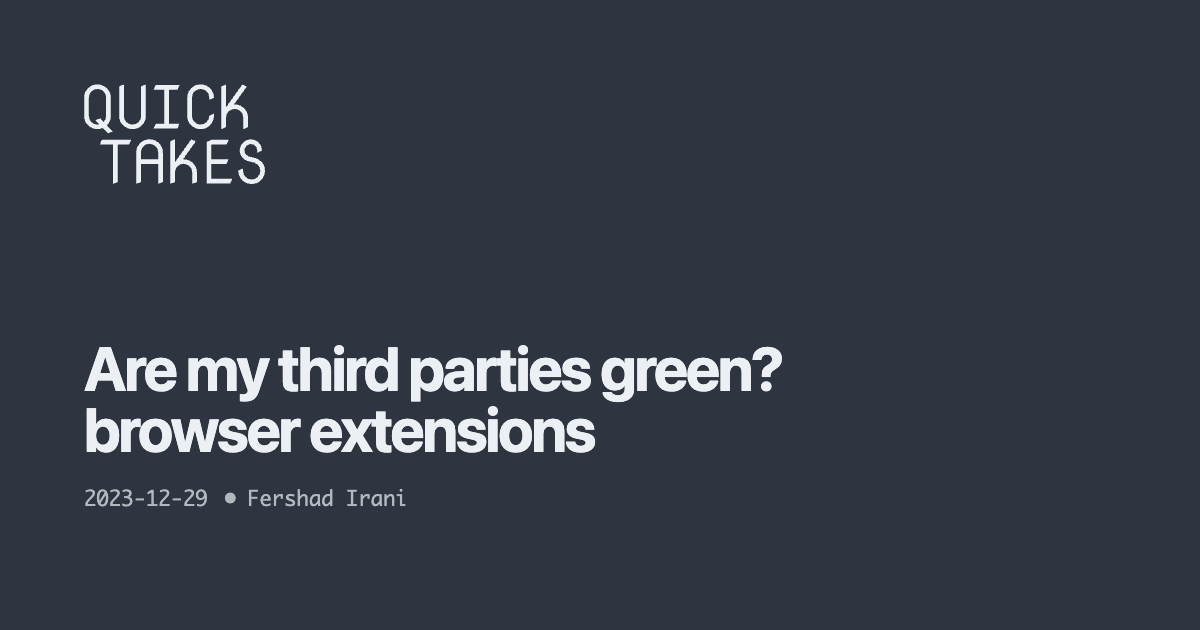 QUICK
TAKES
Are my third parties green?
browser extensions
2023-12-29 ● Fershad Irani